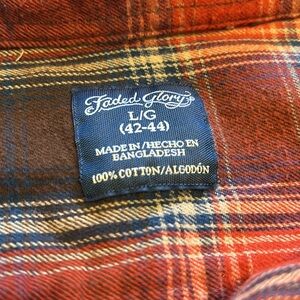 Faded Glory
L/G
(42-44)
MADE IN/HECHO EN
BANGLADESH
100% COTTON/ALGODÓN